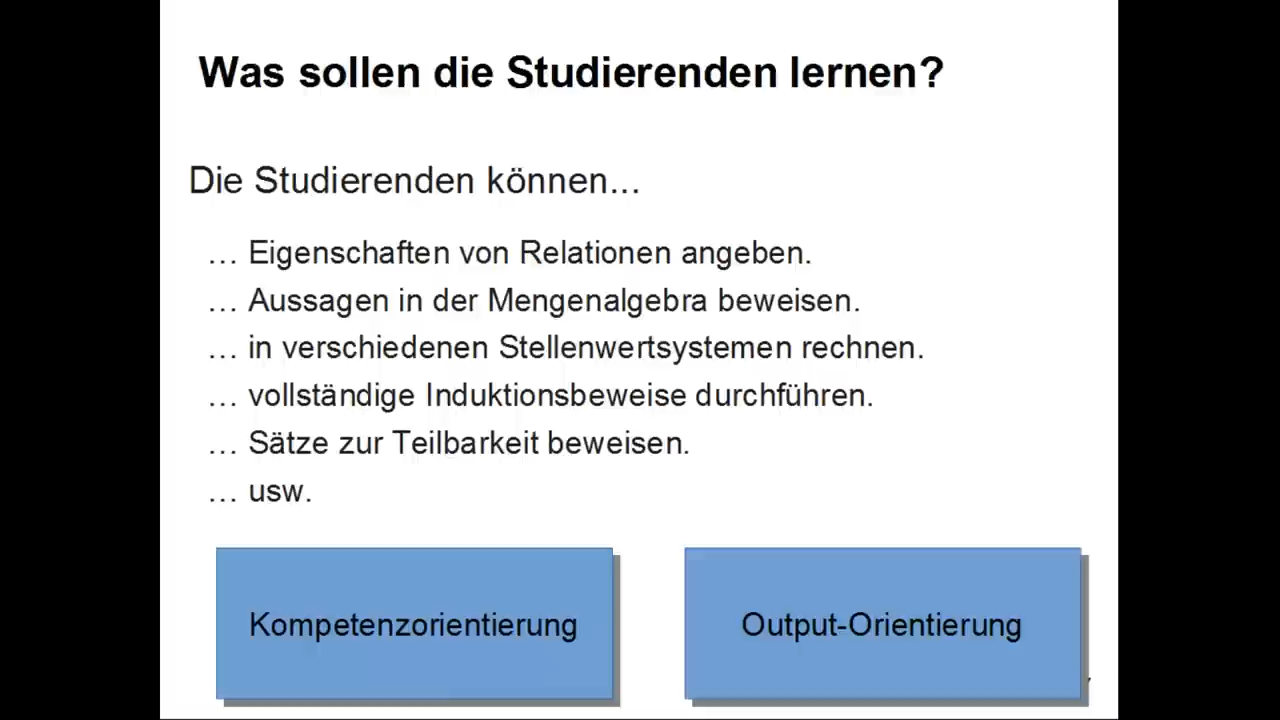 Was sollen die Studierenden lernen?
Die Studierenden können...
… Eigenschaften von Relationen angeben.
… Aussagen in der Mengenalgebra beweisen.
… in verschiedenen Stellenwertsystemen rechnen.
… vollständige Induktionsbeweise durchführen.
… Sätze zur Teilbarkeit beweisen.
… usw.
Kompetenzorientierung
Output-Orientierung